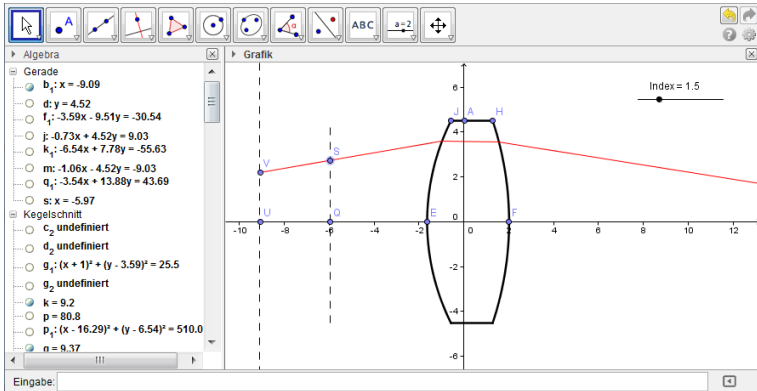 ABC
a=2
Algebra
Grafik
Gerade
b₁: x = -9.09
d: y = 4.52
f₁: -3.59x - 9.51y = -30.54
j: -0.73x + 4.52y = 9.03
k₁: -6.54x + 7.78y = -55.63
m: -1.06x - 4.52y = -9.03
q₁: -3.54x + 13.88y = 43.69
s: x = -5.97
Kegelschnitt
c₂ undefiniert
d₂ undefiniert
g₁: (x + 1)² + (y - 3.59)² = 25.5
g₂ undefiniert
k = 9.2
p = 80.8
p₁: (x - 16.29)² + (y - 6.54)² = 510.0
q = 9.37
Index = 1.5
6
J A H
4
S
V
2
U Q E 0 F
-10 -8 -6 -4 -2 0 2 4 6 8 10 12
-2
-4
-6
Eingabe: